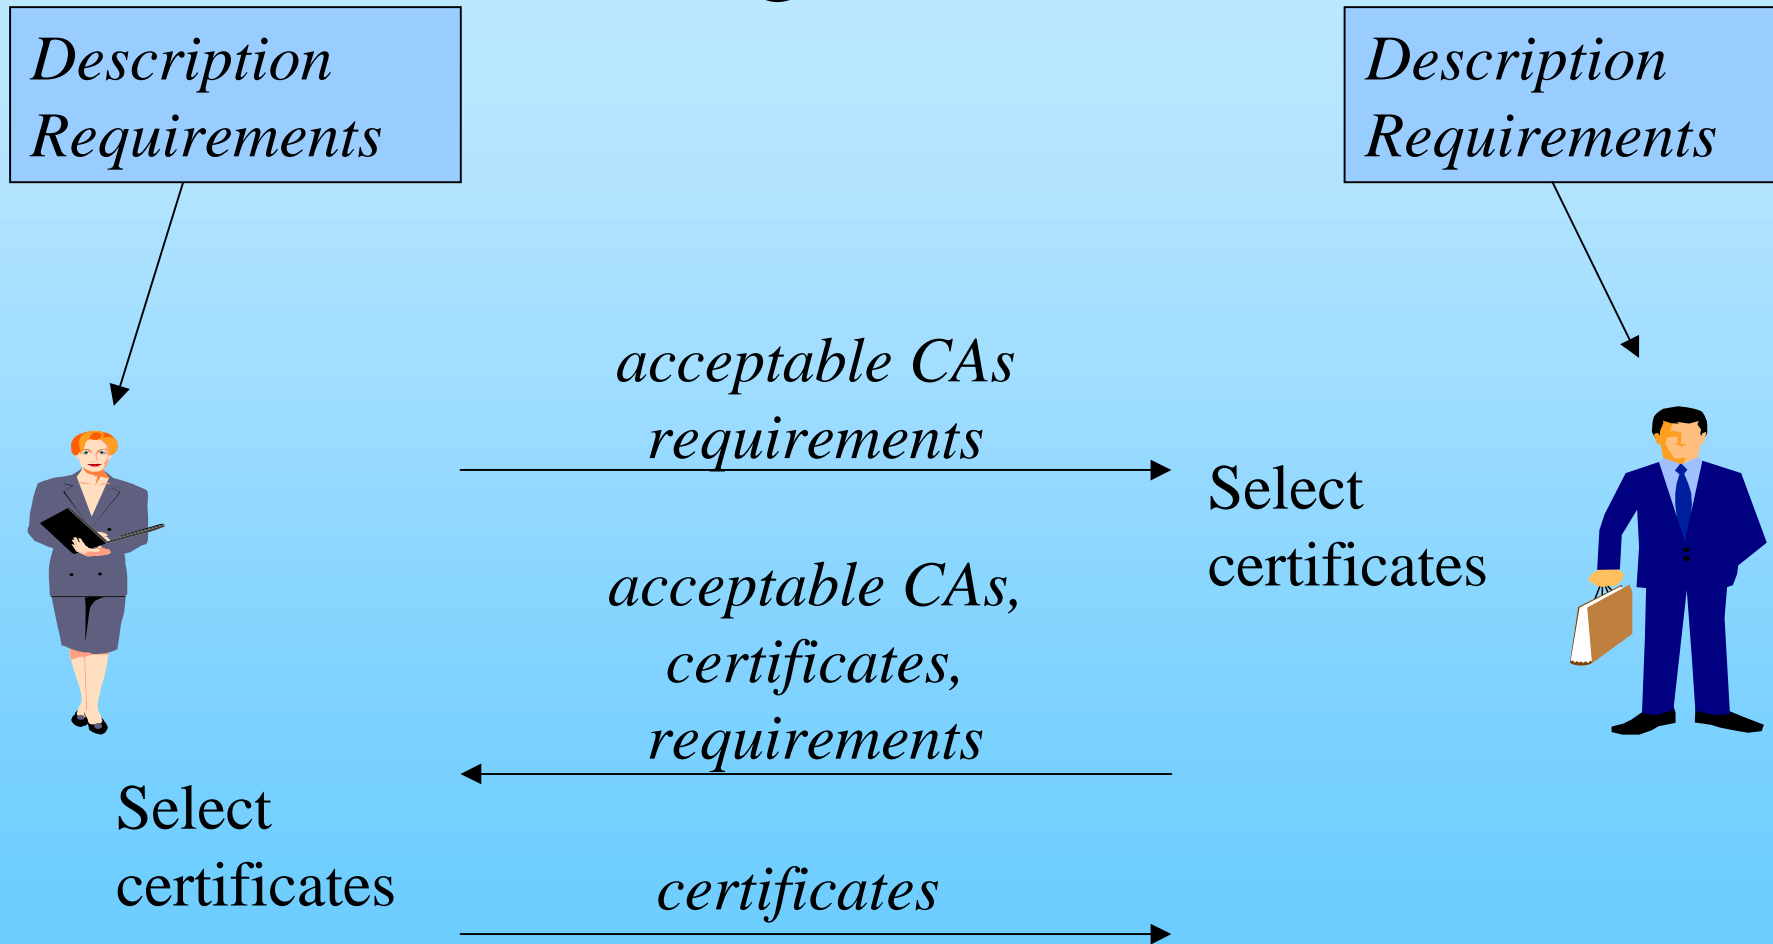 Description
Requirements
Description
Requirements
acceptable CAs
requirements
Select
certificates
acceptable CAs,
certificates,
requirements
Select
certificates
certificates